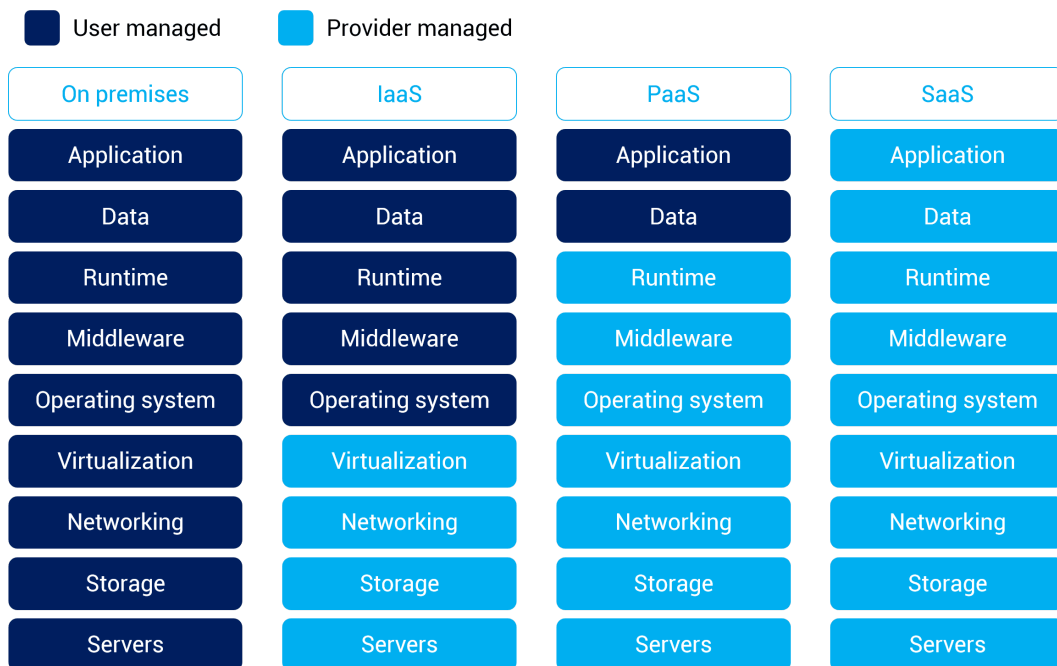 User managed
Provider managed
On premises
IaaS
PaaS
SaaS
Application
Application
Application
Application
Data
Data
Data
Data
Runtime
Runtime
Runtime
Runtime
Middleware
Middleware
Middleware
Middleware
Operating system
Operating system
Operating system
Operating system
Virtualization
Virtualization
Virtualization
Virtualization
Networking
Networking
Networking
Networking
Storage
Storage
Storage
Storage
Servers
Servers
Servers
Servers